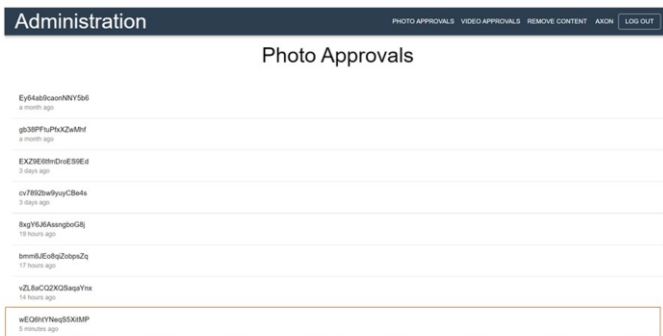 Administration
PHOTO APPROVALS VIDEO APPROVALS REMOVE CONTENT AXON LOG OUT
Photo Approvals
Ey64ab9caonNNY5b6
a month ago
gb38PFtuPfxXZwMhf
a month ago
EXZ9E6tfmDroES9Ed
3 days ago
cv7892bw9yuyCBe4s
3 days ago
8xgY6J6AssngboG8j
19 hours ago
bmm8JEo8qiZobpsZq
17 hours ago
vZL8aCQ2XQSaqaYnx
14 hours ago
wEQ6htYNeqS5XitMP
5 minutes ago